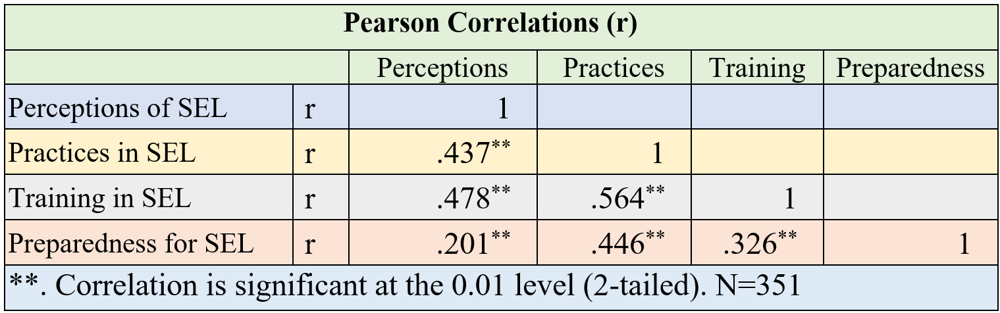 Pearson Correlations (r)
Perceptions Practices Training Preparedness
Perceptions of SEL r 1
Practices in SEL r .437** 1
Training in SEL r .478** .564** 1
Preparedness for SEL r .201** .446** .326** 1
**. Correlation is significant at the 0.01 level (2-tailed). N=351